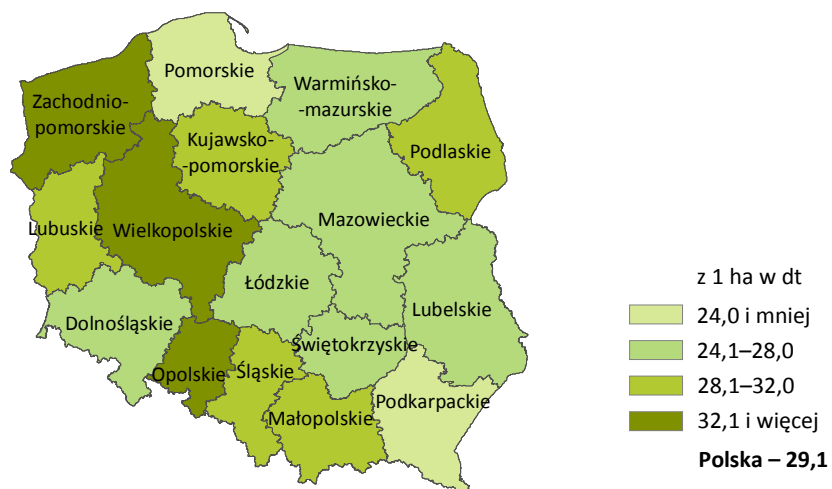 Pomorskie
Warmińsko-
-mazurskie
Zachodnio-
pomorskie
Kujawsko-
-pomorskie
Podlaskie
Lubuskie
Wielkopolskie
Mazowieckie
Łódzkie
Lubelskie
Dolnośląskie
Świętokrzyskie
Opolskie
Śląskie
Małopolskie
Podkarpackie
z 1 ha w dt
24,0 i mniej
24,1–28,0
28,1–32,0
32,1 i więcej
Polska – 29,1